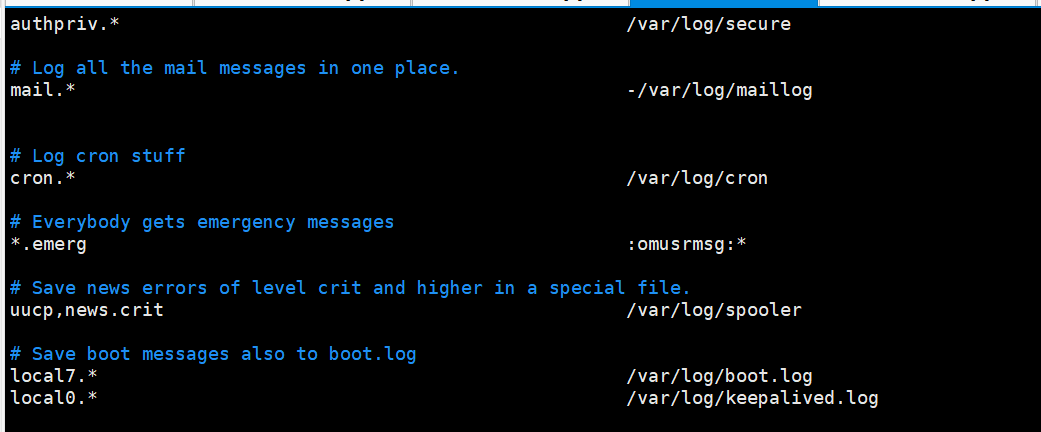 authpriv.* /var/log/secure
# Log all the mail messages in one place.
mail.* -/var/log/maillog
# Log cron stuff
cron.* /var/log/cron
# Everybody gets emergency messages
*.emerg :omusrmsg:*
# Save news errors of level crit and higher in a special file.
uucp,news.crit /var/log/spooler
# Save boot messages also to boot.log
local7.* /var/log/boot.log
local0.* /var/log/keepalived.log